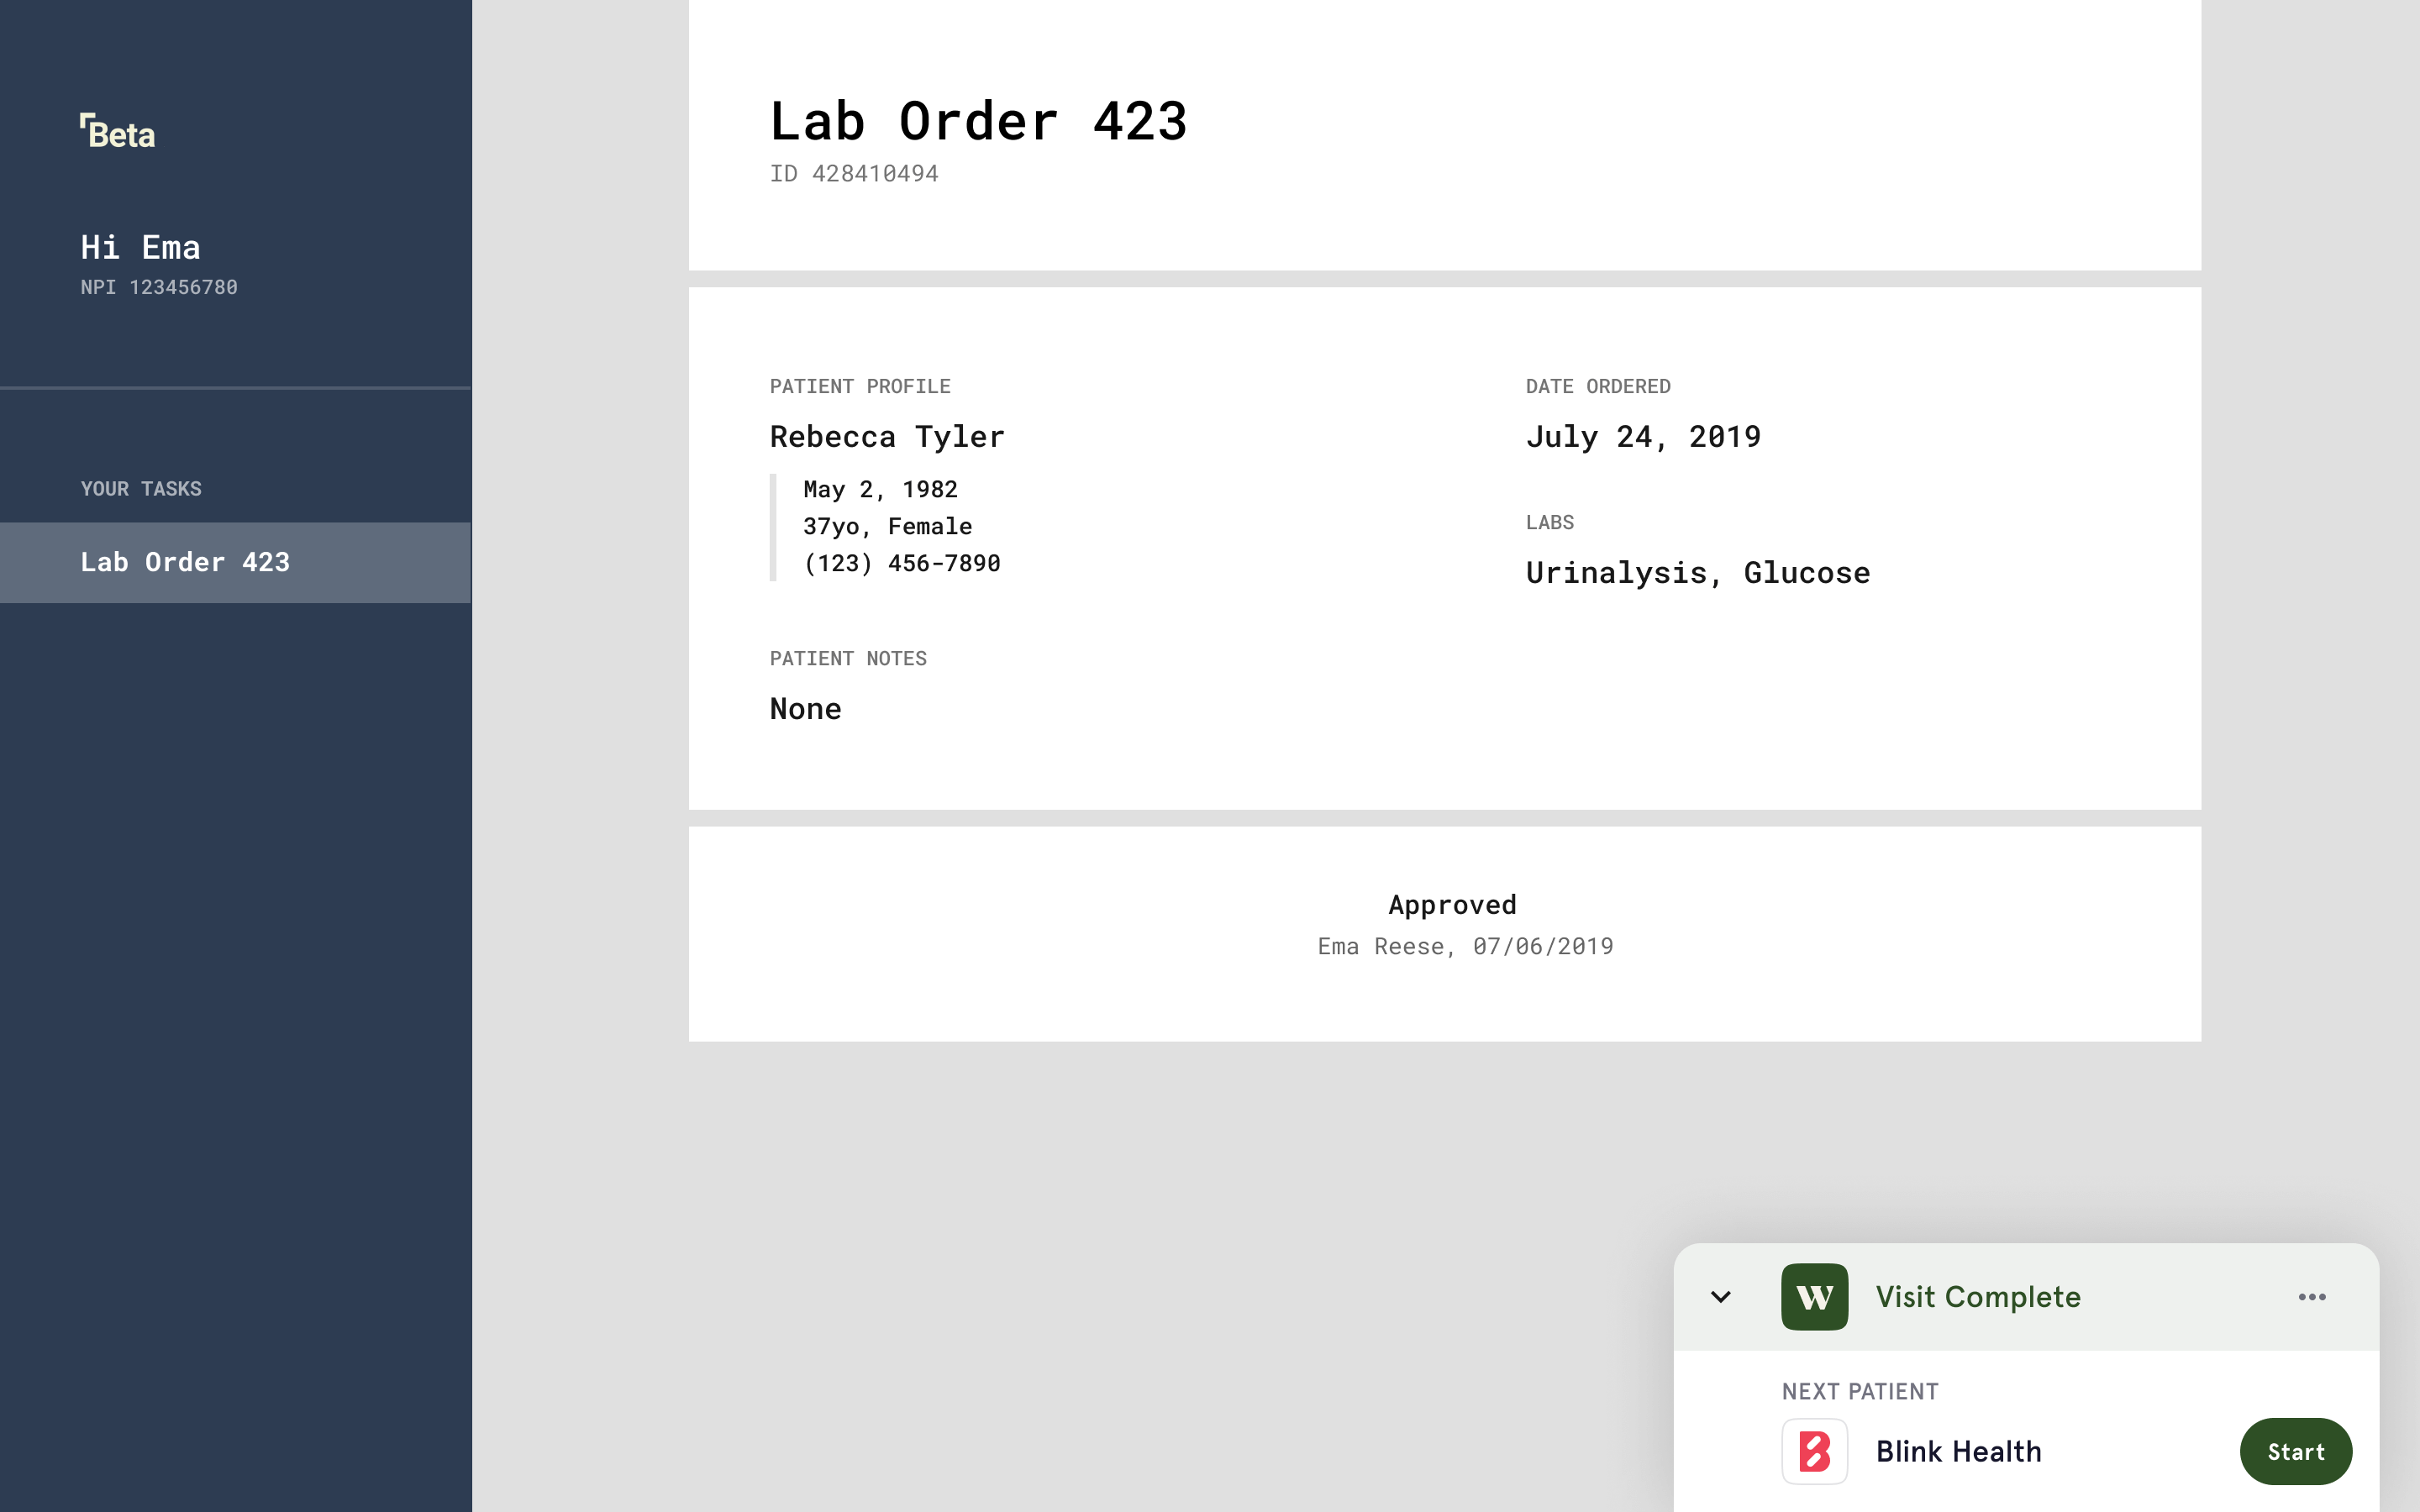 Beta
Hi Ema
NPI 123456780
YOUR TASKS
Lab Order 423
Lab Order 423
ID 428410494
PATIENT PROFILE
Rebecca Tyler
May 2, 1982
37yo, Female
(123) 456-7890
PATIENT NOTES
None
DATE ORDERED
July 24, 2019
LABS
Urinalysis, Glucose
Approved
Ema Reese, 07/06/2019
W
Visit Complete
NEXT PATIENT
B
Blink Health
Start